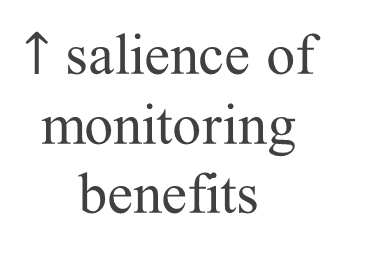 ↑ salience of
monitoring
benefits